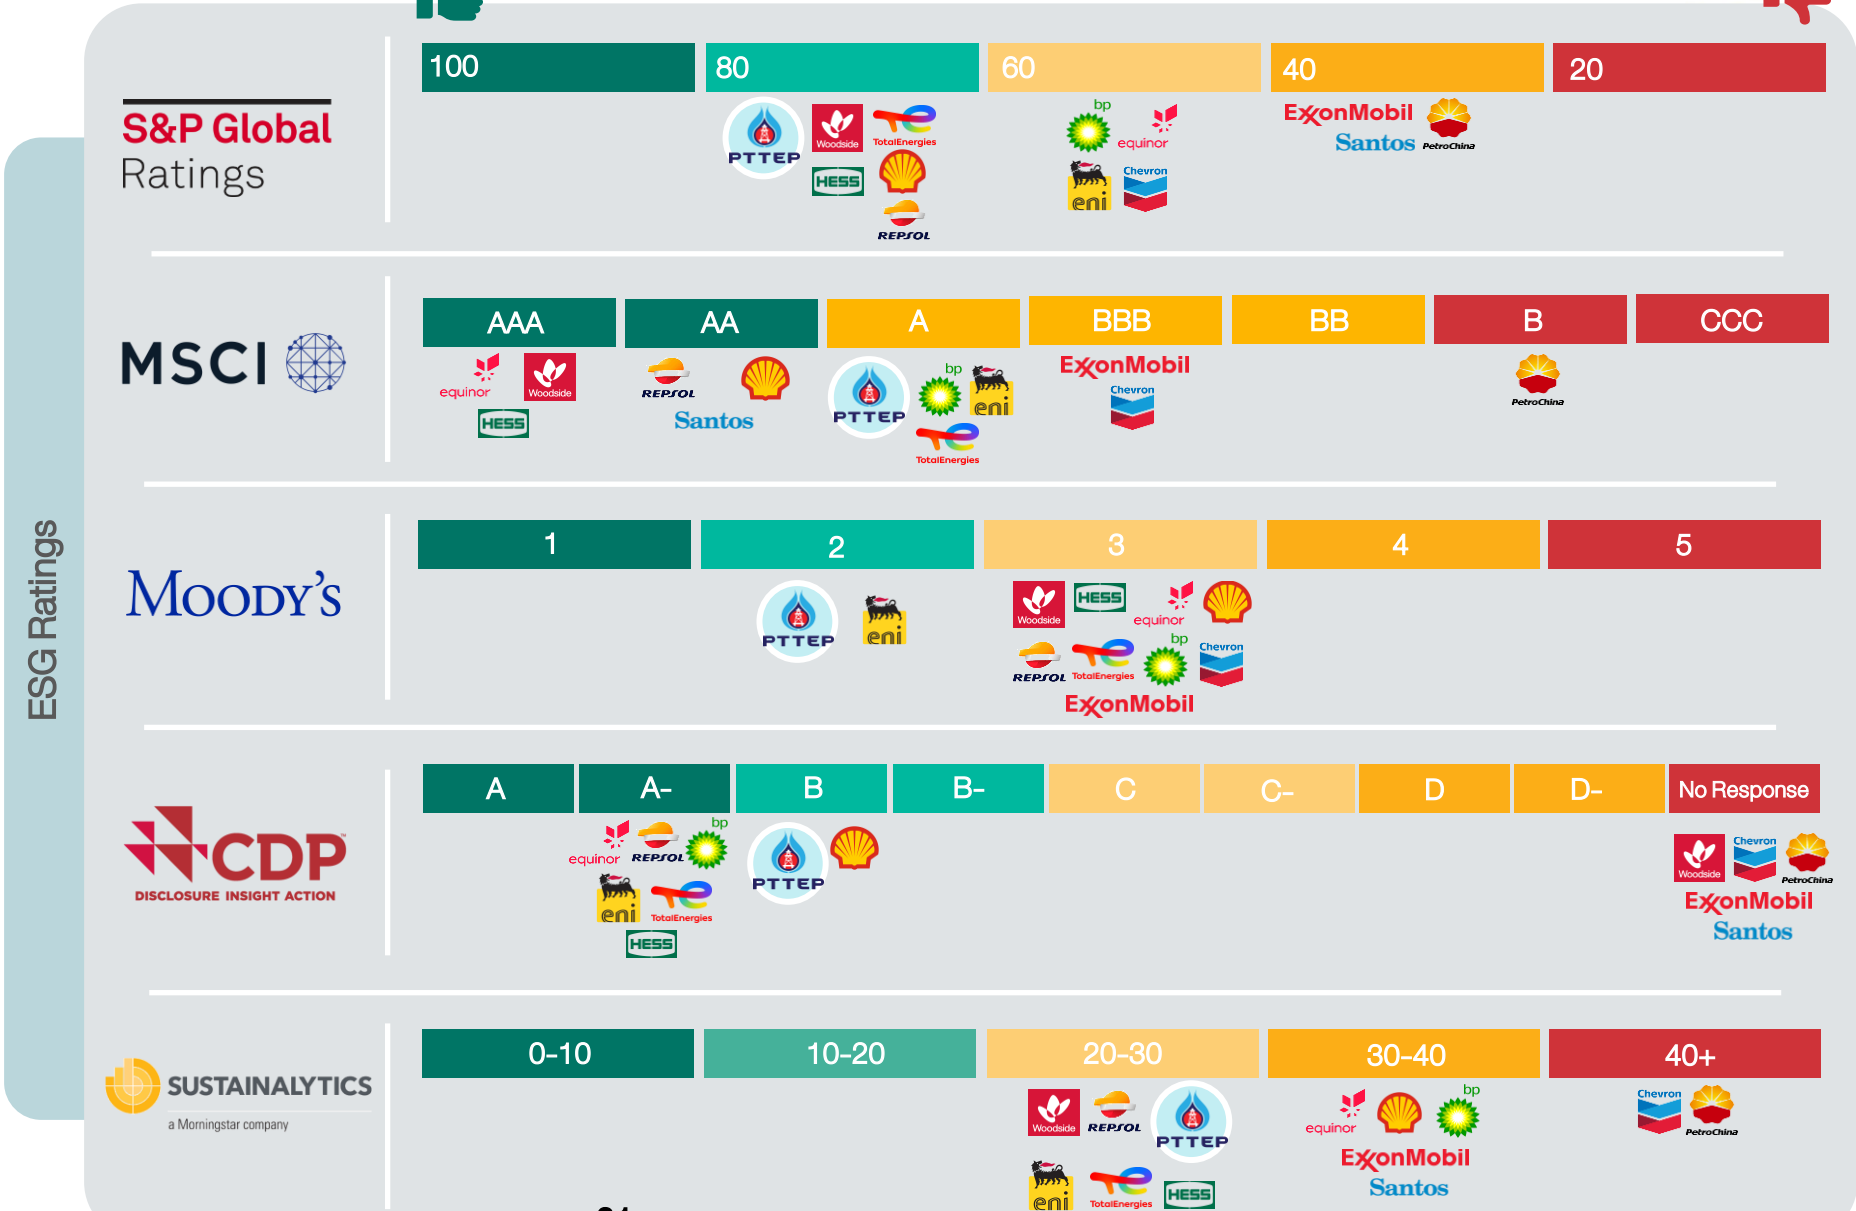 ESG Ratings
S&P Global
Ratings
100
80
60
40
20
PTTEP
Woodside
TotalEnergies
HESS
REPSOL
bp
equinor
eni
Chevron
ExxonMobil
Santos
PetroChina
MSCI
AAA
AA
A
BBB
BB
B
CCC
equinor
Woodside
HESS
REPSOL
Santos
PTTEP
bp
eni
TotalEnergies
ExxonMobil
Chevron
PetroChina
MOODY'S
1
2
3
4
5
PTTEP
eni
Woodside
HESS
equinor
REPSOL
TotalEnergies
bp
Chevron
ExxonMobil
CDP
DISCLOSURE INSIGHT ACTION
A
A-
B
B-
C
C-
D
D-
No Response
equinor
REPSOL
bp
eni
TotalEnergies
HESS
PTTEP
Woodside
Chevron
PetroChina
ExxonMobil
Santos
SUSTAINALYTICS
a Morningstar company
0-10
10-20
20-30
30-40
40+
Woodside
REPSOL
PTTEP
eni
TotalEnergies
HESS
equinor
bp
ExxonMobil
Santos
Chevron
PetroChina